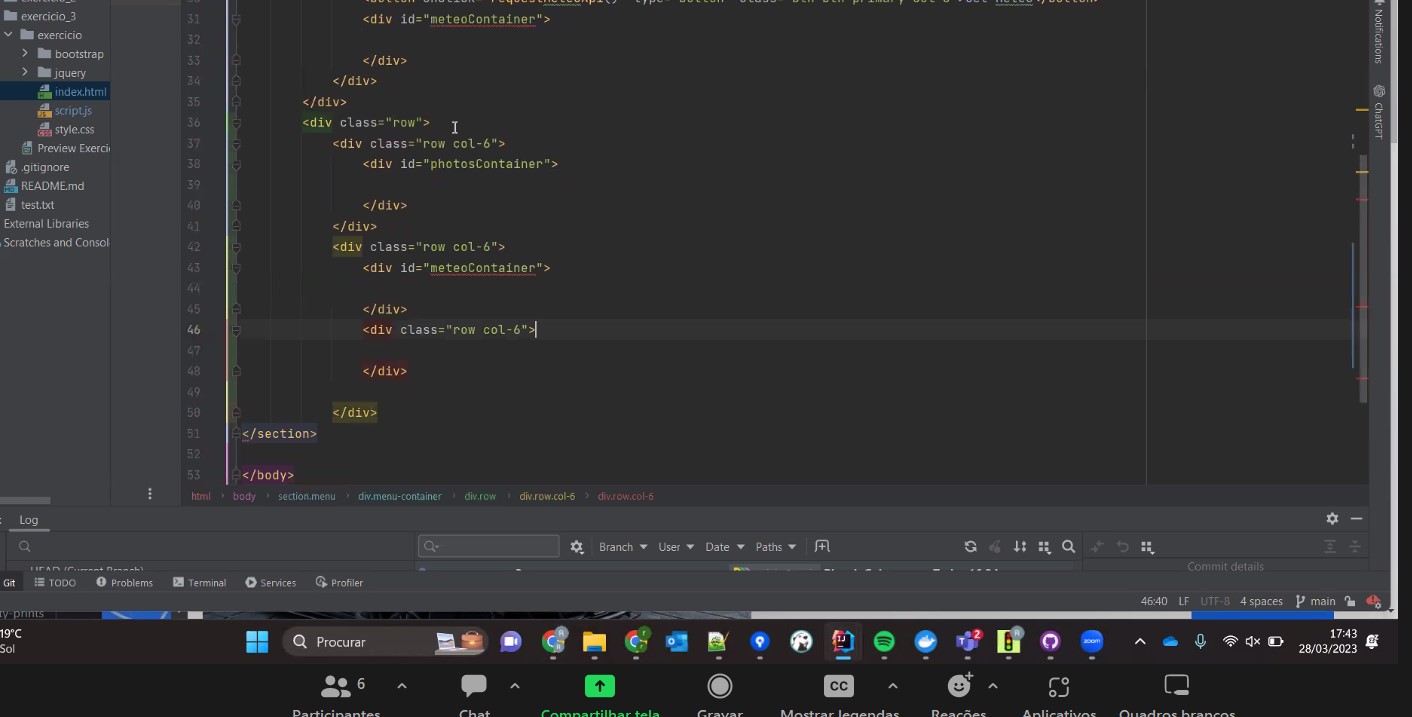 exercicio_3
exercicio
bootstrap
jquery
index.html
script.js
style.css
Preview Exerci
.gitignore
README.md
test.txt
External Libraries
Scratches and Consol
31 <div id="meteoContainer">
32
33 </div>
34 </div>
35 </div>
36 <div class="row">
37 <div class="row col-6">
38 <div id="photosContainer">
39
40 </div>
41 </div>
42 <div class="row col-6">
43 <div id="meteoContainer">
44
45 </div>
46 <div class="row col-6">
47
48 </div>
49
50 </div>
51 </section>
52
53 </body>
Notifications
ChatGPT
html body section.menu div.menu-container div.row div.row.col-6 div.row.col-6
Log
Branch User Date Paths
HEAD (Current Branch)
Commit details
Git TODO Problems Terminal Services Profiler
46:40 LF UTF-8 4 spaces main
ty-prints
19°C
Sol
Procurar
2
17:43
28/03/2023
6
Participantes Chat Compartilhar tela Gravar CC Mostrar legendas Reações Aplicativos Quadros brancos